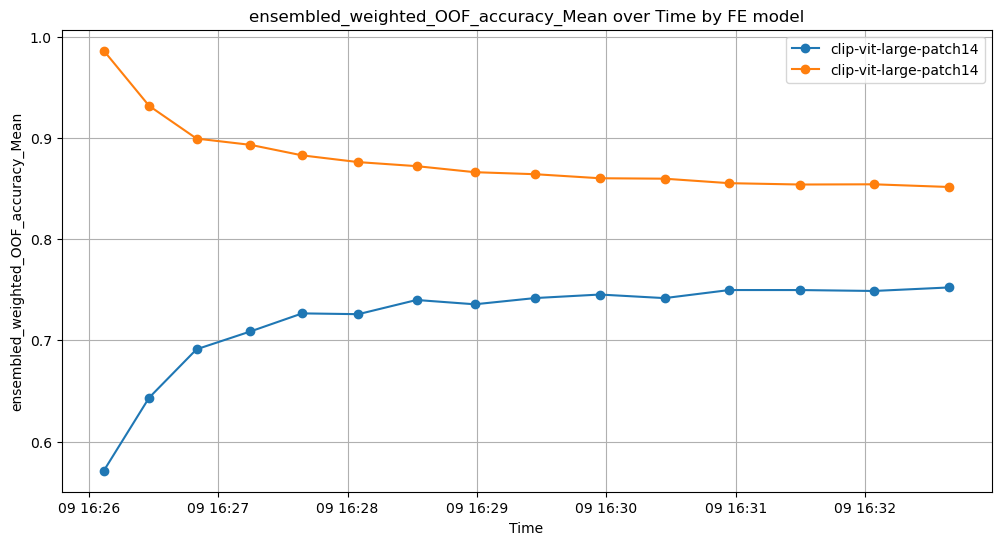 ensembled_weighted_OOF_accuracy_Mean over Time by FE model
clip-vit-large-patch14
clip-vit-large-patch14
ensembled_weighted_OOF_accuracy_Mean
1.0
0.9
0.8
0.7
0.6
09 16:26 09 16:27 09 16:28 09 16:29 09 16:30 09 16:31 09 16:32
Time